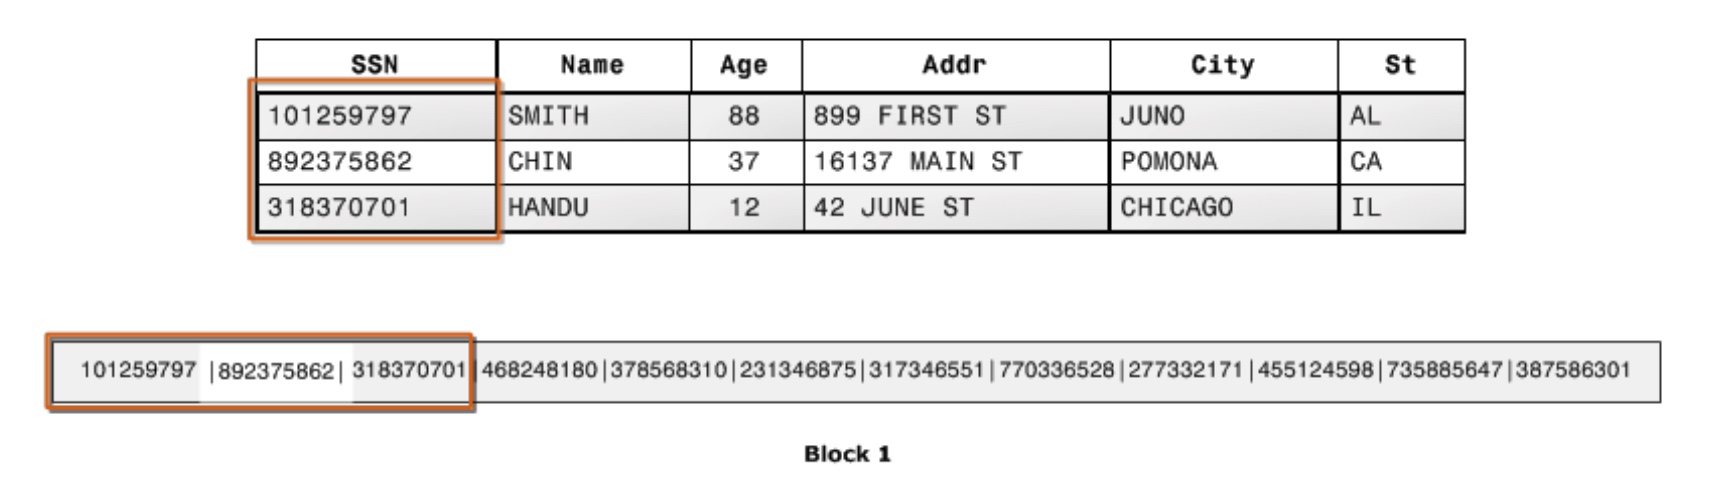 SSN Name Age Addr City St
101259797 SMITH 88 899 FIRST ST JUNO AL
892375862 CHIN 37 16137 MAIN ST POMONA CA
318370701 HANDU 12 42 JUNE ST CHICAGO IL
101259797 |892375862| 318370701|468248180|378568310|231346875|317346551|770336528|277332171|455124598|735885647|387586301
Block 1